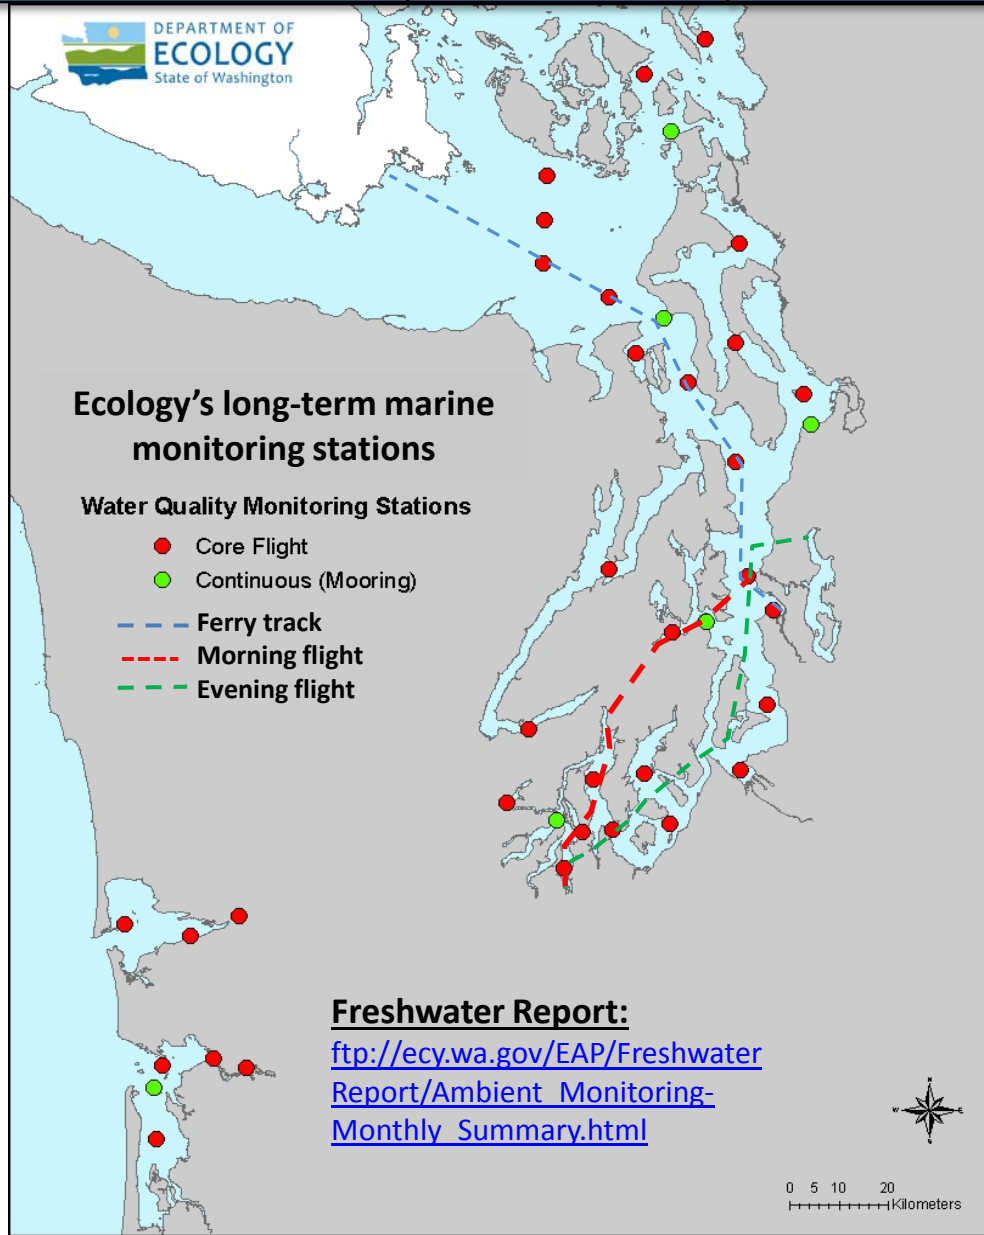 DEPARTMENT OF
ECOLOGY
State of Washington
Ecology’s long-term marine
monitoring stations
Water Quality Monitoring Stations
Core Flight
Continuous (Mooring)
Ferry track
Morning flight
Evening flight
Freshwater Report:
ftp://ecy.wa.gov/EAP/Freshwater
Report/Ambient_Monitoring-
Monthly_Summary.html
N
W E
S
0 5 10 20
Kilometers